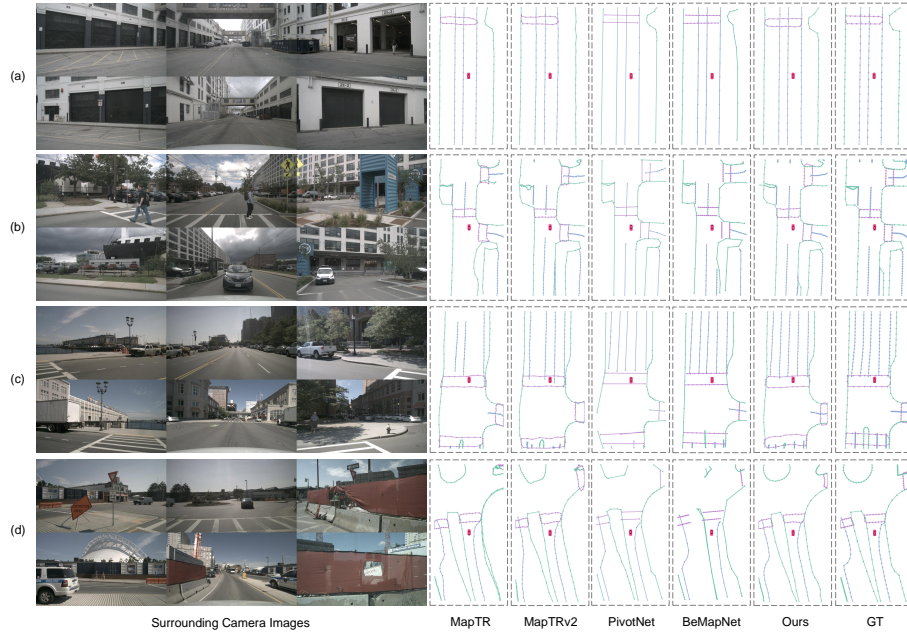 (a)
(b)
(c)
(d)
Surrounding Camera Images
MapTR
MapTRv2
PivotNet
BeMapNet
Ours
GT